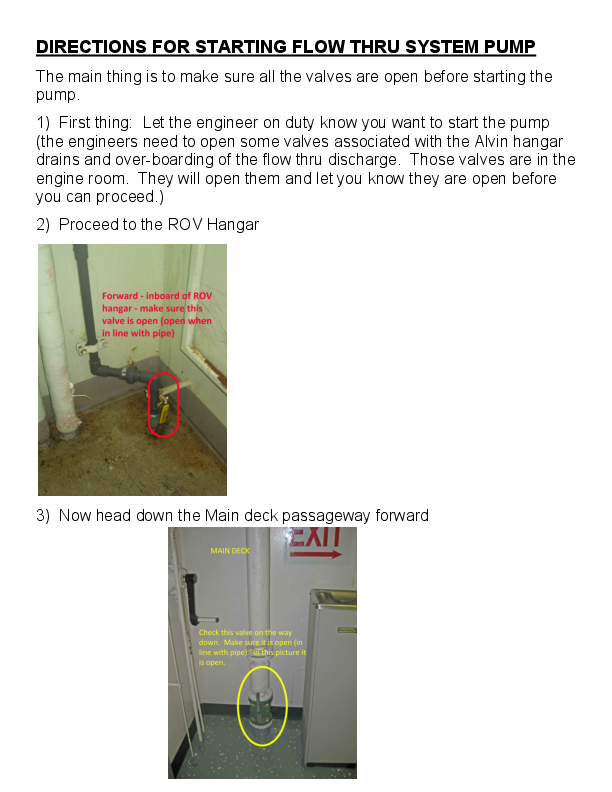 DIRECTIONS FOR STARTING FLOW THRU SYSTEM PUMP
The main thing is to make sure all the valves are open before starting the
pump.
1)  First thing:  Let the engineer on duty know you want to start the pump
(the engineers need to open some valves associated with the Alvin hangar
drains and over-boarding of the flow thru discharge.  Those valves are in the
engine room.  They will open them and let you know they are open before
you can proceed.)
2)  Proceed to the ROV Hangar
Forward - inboard of ROV
hangar - make sure this
valve is open (open when
in line with pipe)
3)  Now head down the Main deck passageway forward
EXIT
MAIN DECK
Check this valve on the way
down.  Make sure it is open (in
line with pipe).  In this picture it
is open.